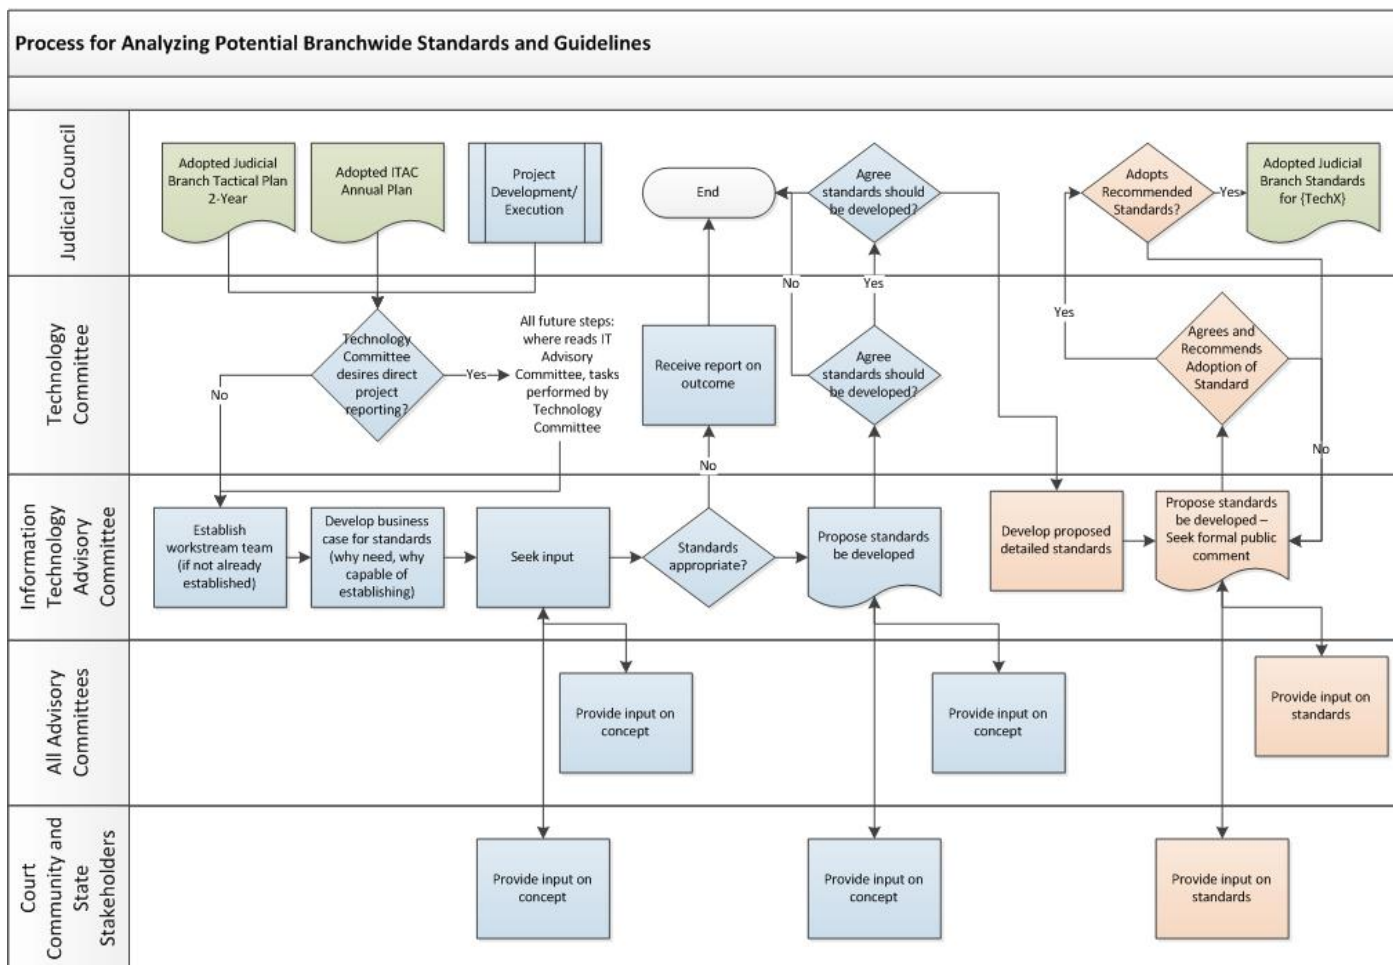 Process for Analyzing Potential Branchwide Standards and Guidelines
Judicial
Council
Adopted Judicial
Branch Tactical Plan
2-Year
Adopted ITAC
Annual Plan
Project
Development/
Execution
End
Agree
standards should
be developed?
Adopts
Recommended
Standards?
Yes
Adopted Judicial
Branch Standards
for {TechX}
Technology
Committee
Technology
Committee
desires direct
project
reporting?
No
Yes
All future steps:
where reads IT
Advisory
Committee, tasks
performed by
Technology
Committee
Receive report on
outcome
No
Yes
Agree
standards should
be developed?
Yes
Agrees and
Recommends
Adoption of
Standard
No
Information
Technology
Advisory
Committee
Establish
workstream team
(if not already
established)
Develop business
case for standards
(why need, why
capable of
establishing)
Seek input
No
Standards
appropriate?
Propose standards
be developed
Develop proposed
detailed standards
Propose standards
be developed –
Seek formal public
comment
All Advisory
Committees
Provide input on
concept
Provide input on
concept
Provide input on
standards
Court
Community and
State
Stakeholders
Provide input on
concept
Provide input on
concept
Provide input on
standards